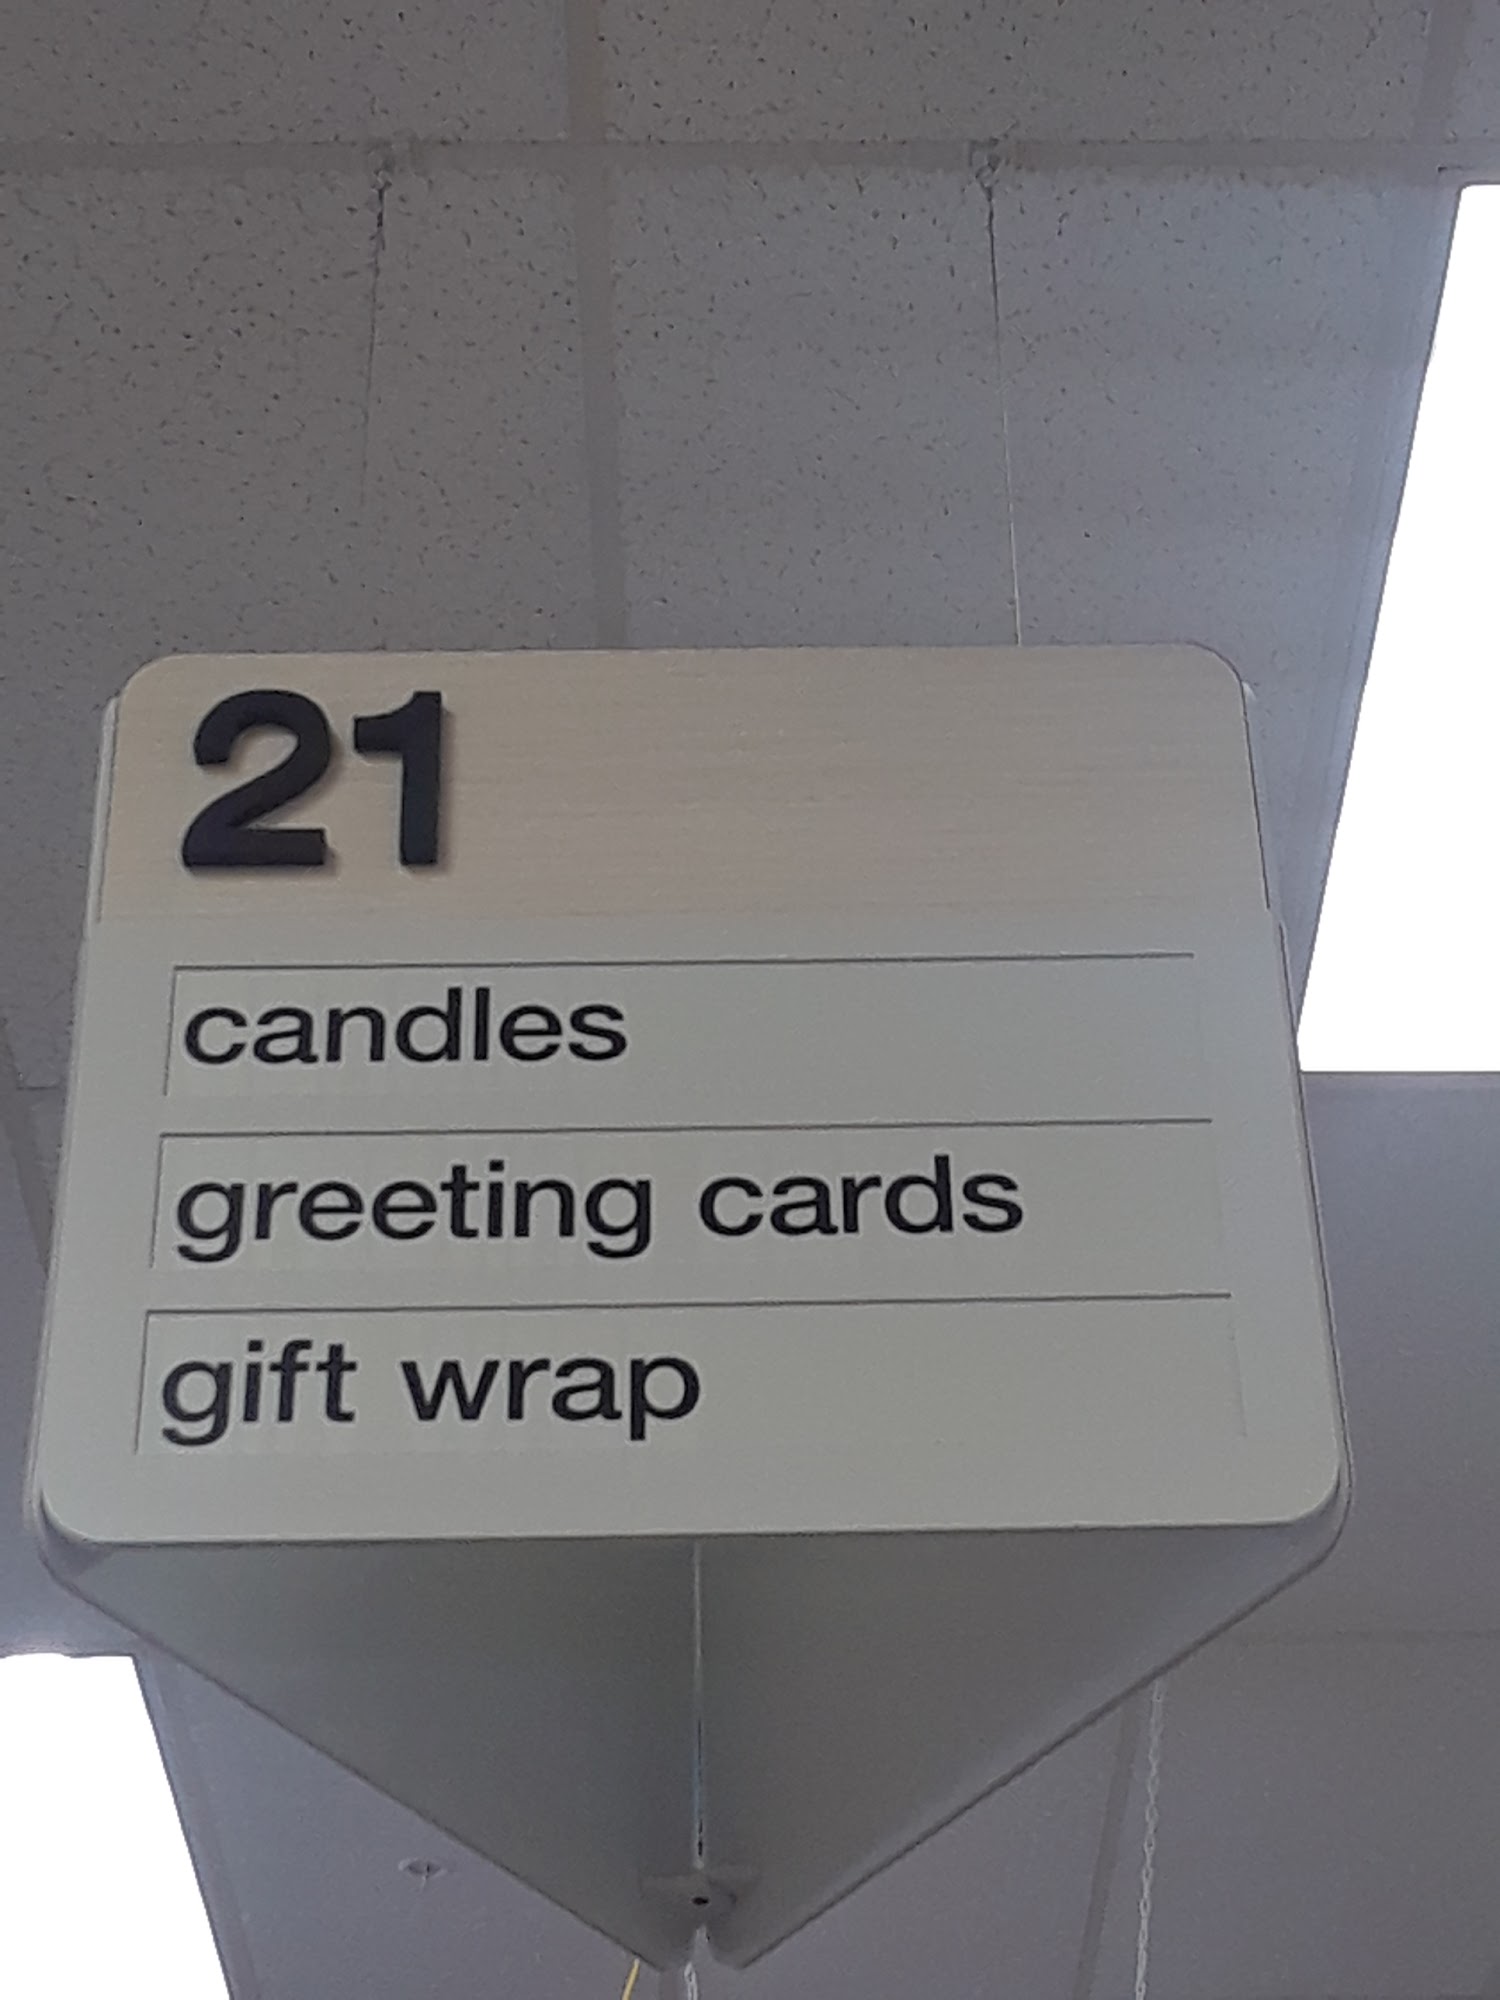 21
candles
greeting cards
gift wrap